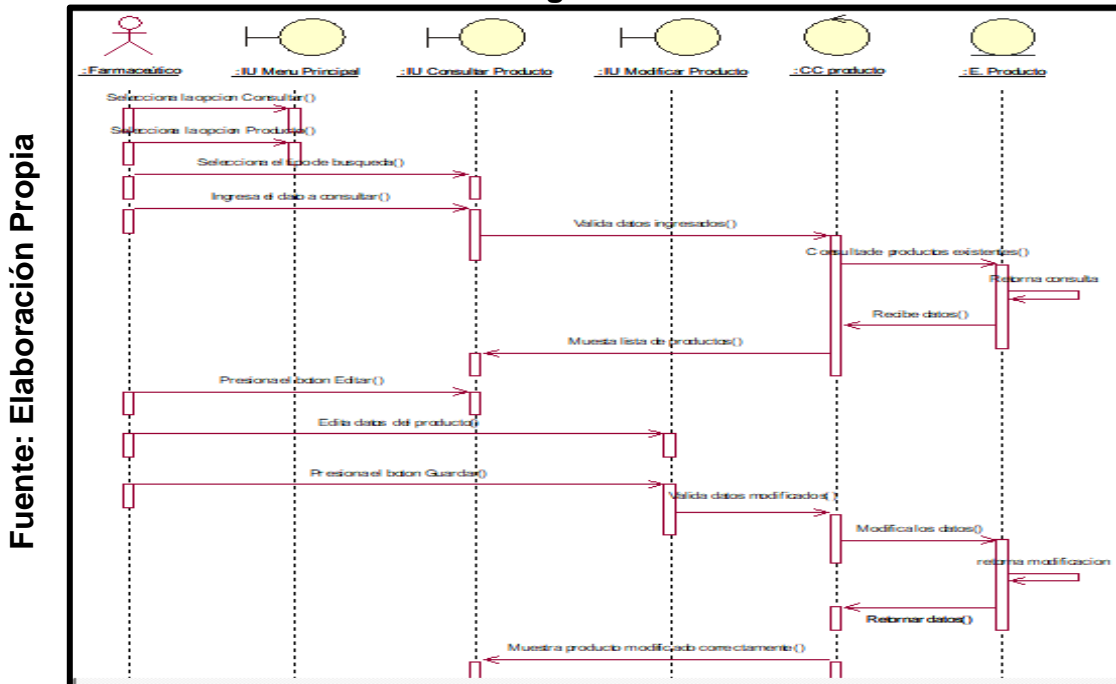 :Farmaceútico
:IU Menu Principal
:IU Consultar Producto
:IU Modificar Producto
:CC producto
:E. Producto
Selecciona la opcion Consultar()
Selecciona la opcion Producto()
Selecciona el tipo de busqueda()
Ingresa el dato a consultar()
Valida datos ingresados()
Consulta de productos existentes()
Retorna consulta
Recibe datos()
Muesta lista de productos()
Presiona el boton Editar()
Edita datos del producto()
Presiona el boton Guardar()
Valida datos modificados()
Modifica los datos()
retorna modificacion
Retornar datos()
Muestra producto modificado correctamente()
Fuente: Elaboración Propia